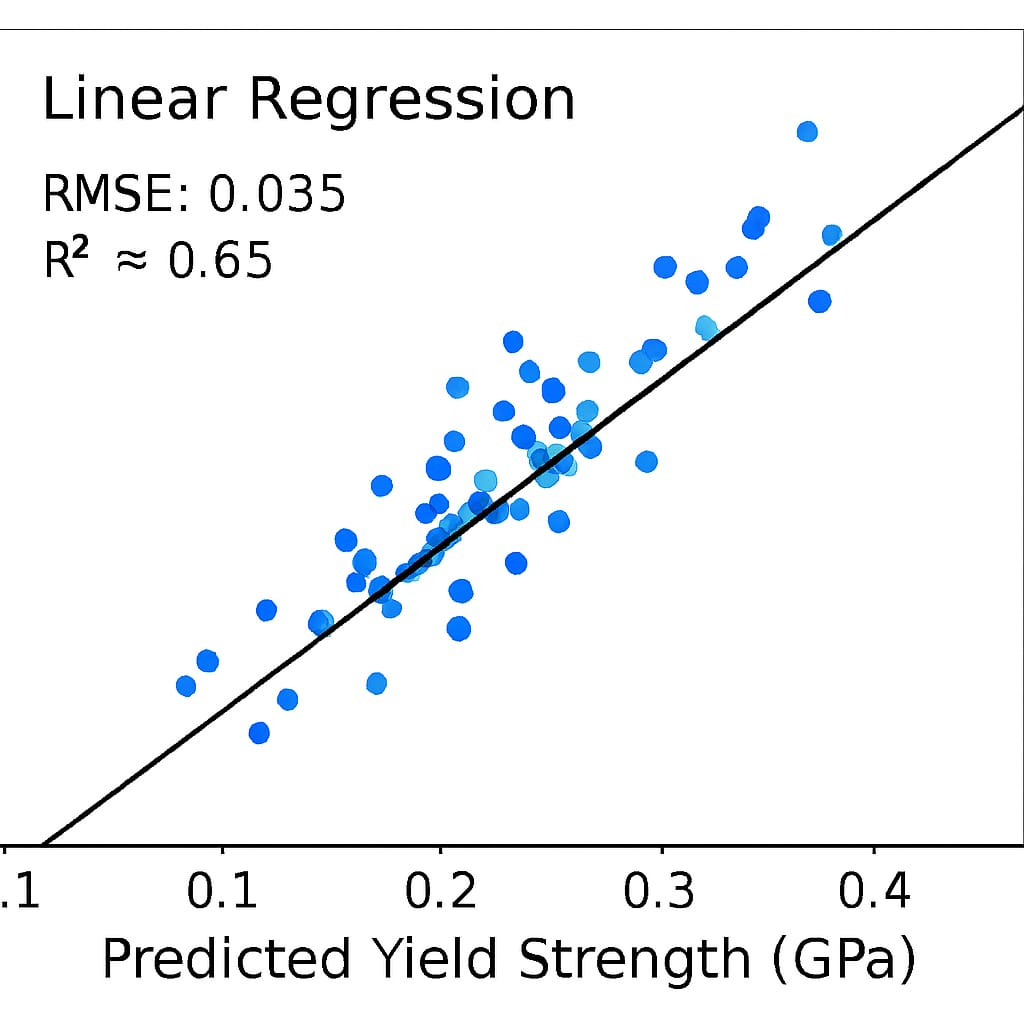 Linear Regression
RMSE: 0.035
R² ≈ 0.65
.1 0.1 0.2 0.3 0.4
Predicted Yield Strength (GPa)